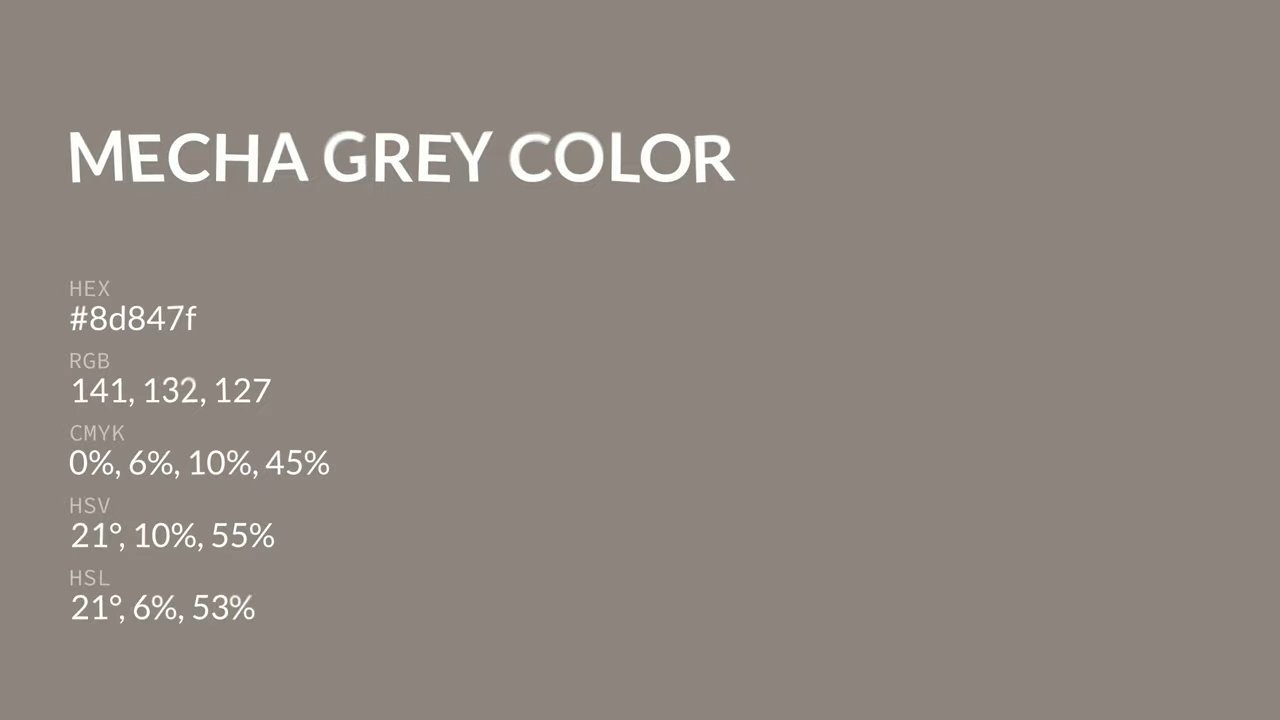 MECHA GREY COLOR
HEX
#8d847f
RGB
141, 132, 127
CMYK
0%, 6%, 10%, 45%
HSV
21°, 10%, 55%
HSL
21°, 6%, 53%